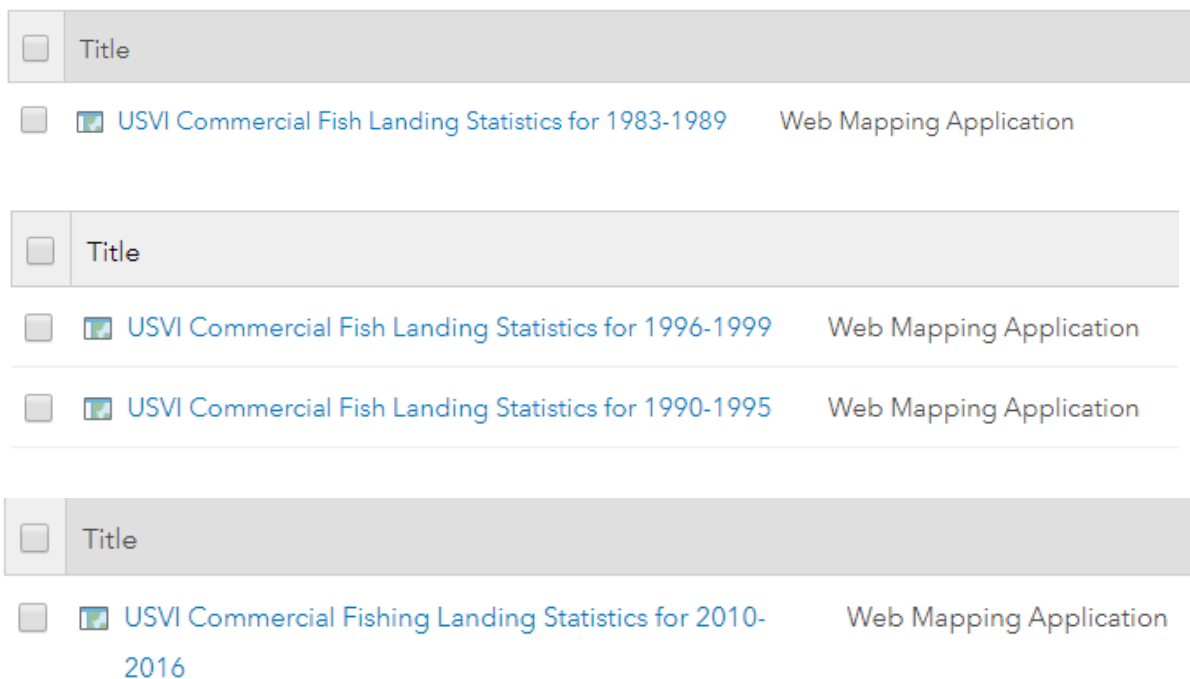 Title
USVI Commercial Fish Landing Statistics for 1983-1989 Web Mapping Application
Title
USVI Commercial Fish Landing Statistics for 1996-1999 Web Mapping Application
USVI Commercial Fish Landing Statistics for 1990-1995 Web Mapping Application
Title
USVI Commercial Fishing Landing Statistics for 2010- Web Mapping Application
2016